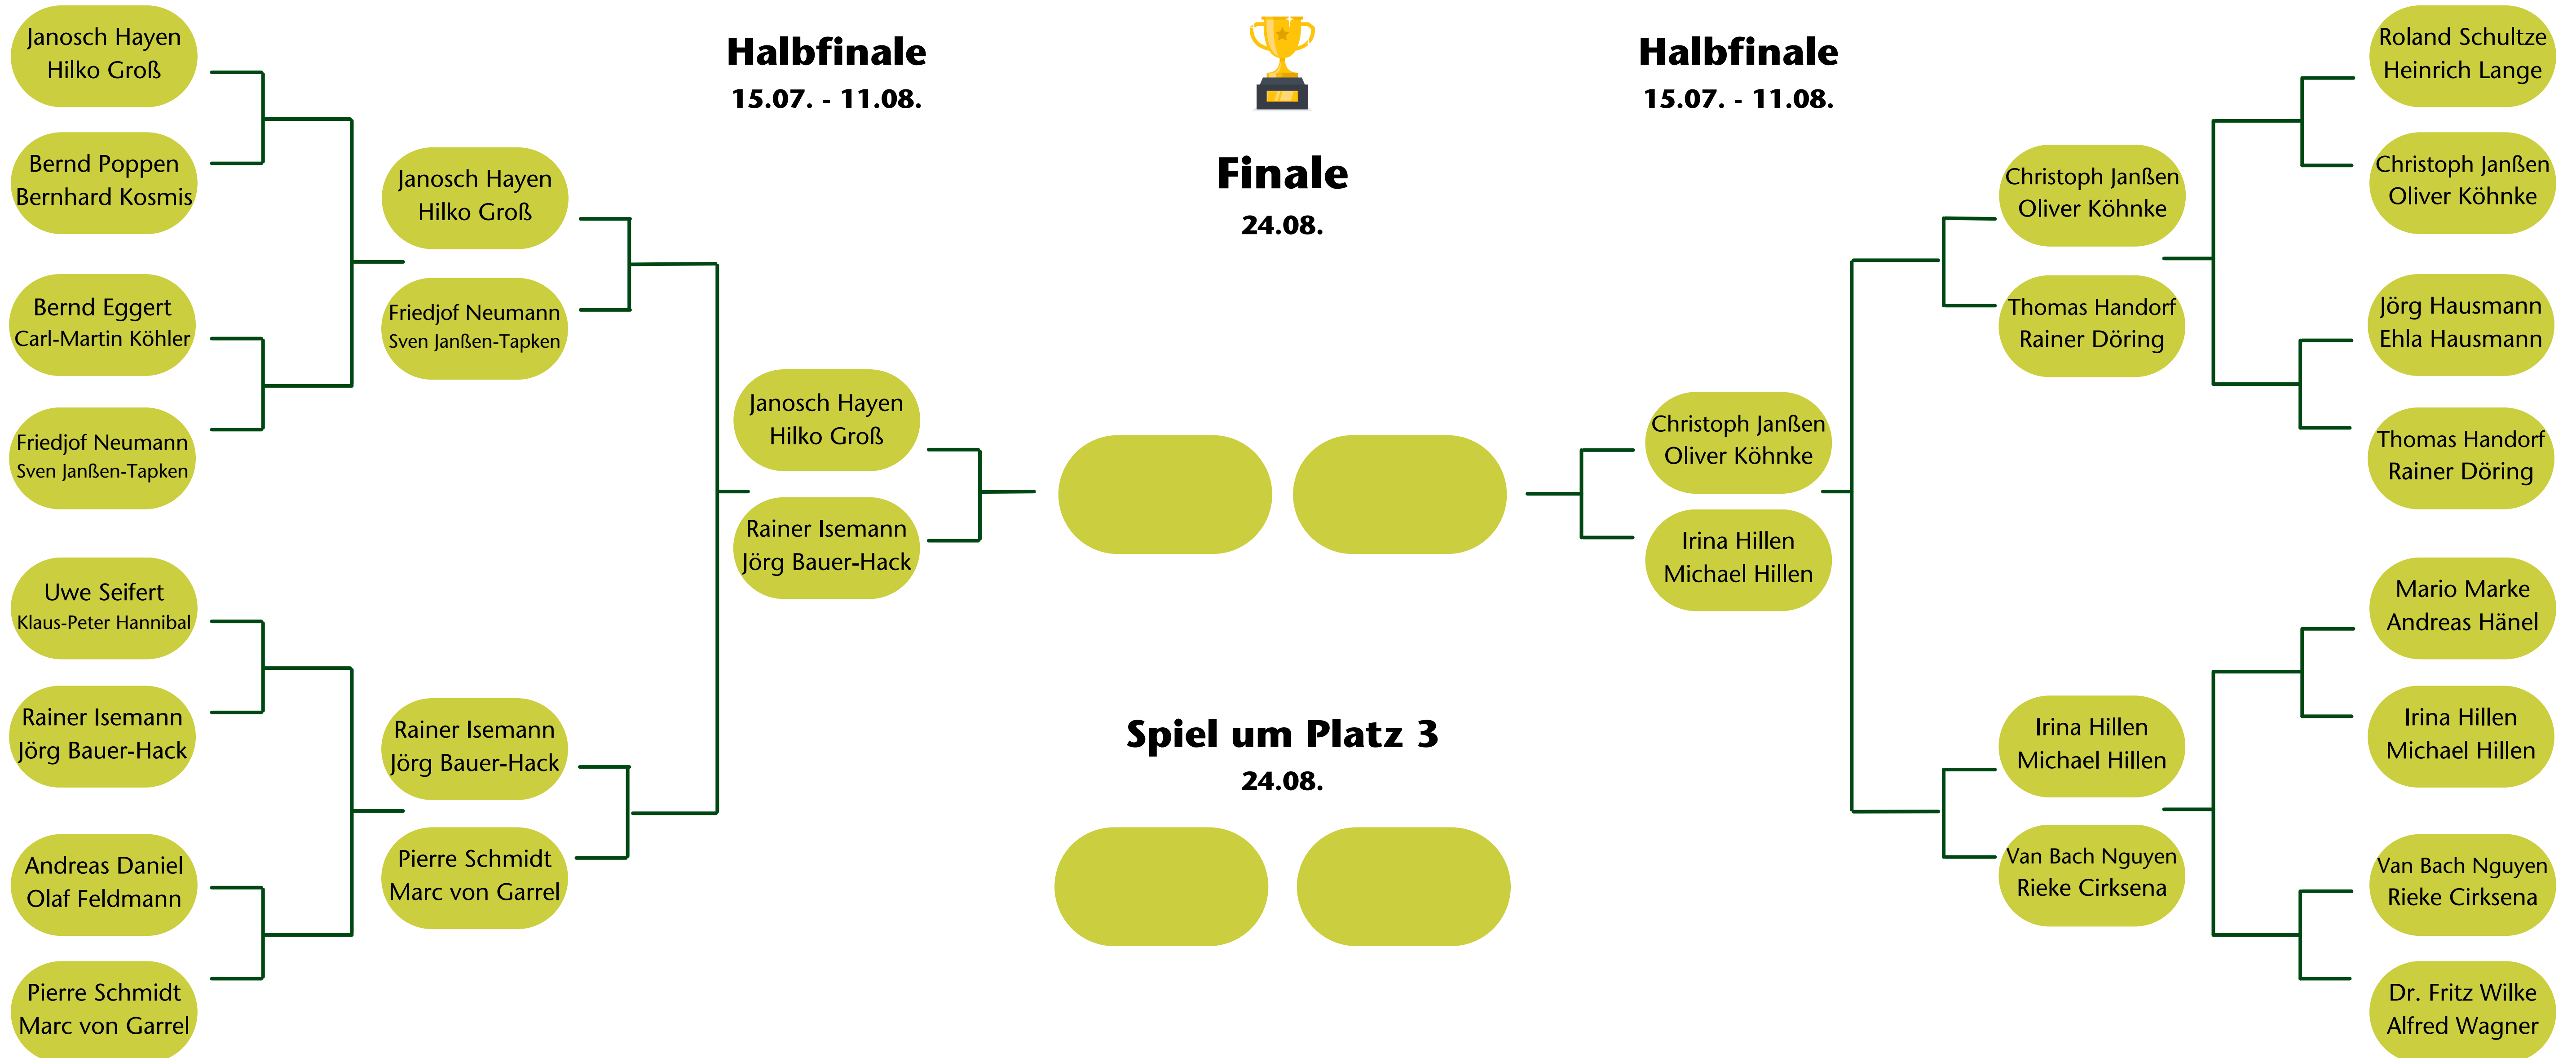 Janosch Hayen
Hilko Groß
Bernd Poppen
Bernhard Kosmis
Bernd Eggert
Carl-Martin Köhler
Friedjof Neumann
Sven Janßen-Tapken
Uwe Seifert
Klaus-Peter Hannibal
Rainer Isemann
Jörg Bauer-Hack
Andreas Daniel
Olaf Feldmann
Pierre Schmidt
Marc von Garrel
Janosch Hayen
Hilko Groß
Friedjof Neumann
Sven Janßen-Tapken
Rainer Isemann
Jörg Bauer-Hack
Pierre Schmidt
Marc von Garrel
Halbfinale
15.07. - 11.08.
Janosch Hayen
Hilko Groß
Rainer Isemann
Jörg Bauer-Hack
Finale
24.08.
Spiel um Platz 3
24.08.
Halbfinale
15.07. - 11.08.
Christoph Janßen
Oliver Köhnke
Irina Hillen
Michael Hillen
Christoph Janßen
Oliver Köhnke
Thomas Handorf
Rainer Döring
Irina Hillen
Michael Hillen
Van Bach Nguyen
Rieke Cirksena
Roland Schultze
Heinrich Lange
Christoph Janßen
Oliver Köhnke
Jörg Hausmann
Ehla Hausmann
Thomas Handorf
Rainer Döring
Mario Marke
Andreas Hänel
Irina Hillen
Michael Hillen
Van Bach Nguyen
Rieke Cirksena
Dr. Fritz Wilke
Alfred Wagner